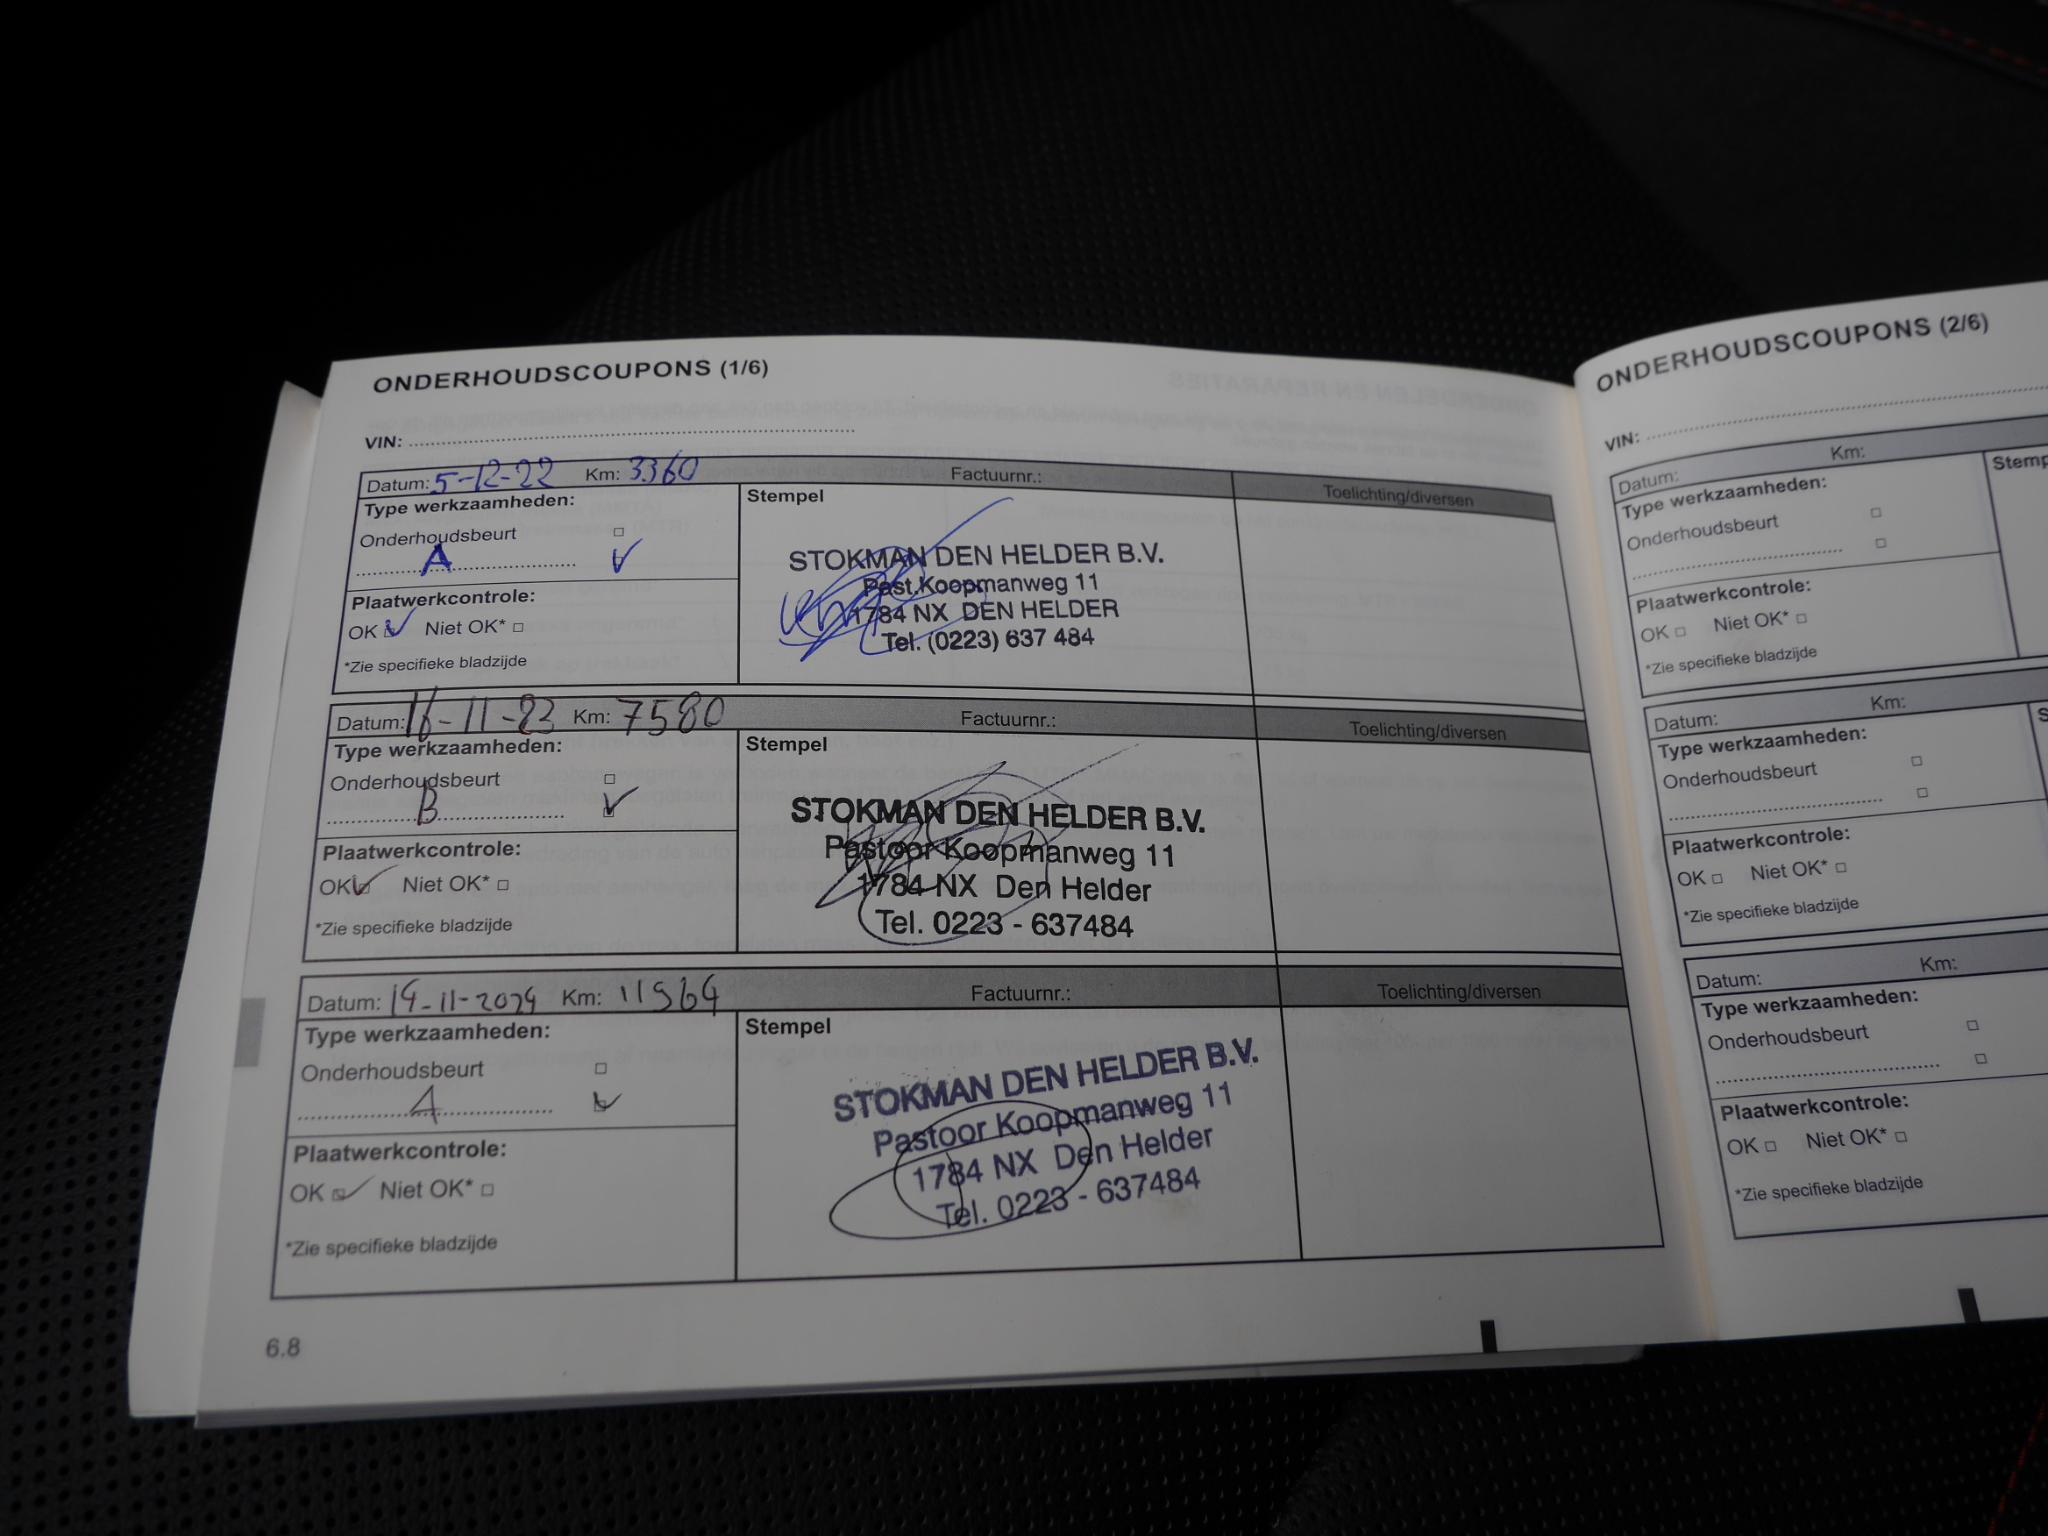 ONDERHOUDSCOUPONS (1/6)
VIN:
Datum: 5-12-22 Km: 3360 Factuurnr.: Toelichting/diversen
Type werkzaamheden: Stempel
Onderhoudsbeurt
A
Plaatwerkcontrole:
OK Niet OK*
*Zie specifieke bladzijde
STOKMAN DEN HELDER B.V.
Past.Koopmanweg 11
1784 NX DEN HELDER
Tel. (0223) 637 484
Datum: 16-11-23 Km: 7580 Factuurnr.: Toelichting/diversen
Type werkzaamheden: Stempel
Onderhoudsbeurt
B
Plaatwerkcontrole:
OK Niet OK*
*Zie specifieke bladzijde
STOKMAN DEN HELDER B.V.
Pastoor Koopmanweg 11
1784 NX Den Helder
Tel. 0223 - 637484
Datum: 14-11-2024 Km: 11964 Factuurnr.: Toelichting/diversen
Type werkzaamheden: Stempel
Onderhoudsbeurt
A
Plaatwerkcontrole:
OK Niet OK*
*Zie specifieke bladzijde
STOKMAN DEN HELDER B.V.
Pastoor Koopmanweg 11
1784 NX Den Helder
Tel. 0223 - 637484
6.8
ONDERHOUDSCOUPONS (2/6)
VIN:
Datum: Km:
Type werkzaamheden: Stemp
Onderhoudsbeurt
Plaatwerkcontrole:
OK Niet OK*
*Zie specifieke bladzijde
Datum: Km:
Type werkzaamheden: S
Onderhoudsbeurt
Plaatwerkcontrole:
OK Niet OK*
*Zie specifieke bladzijde
Datum: Km:
Type werkzaamheden:
Onderhoudsbeurt
Plaatwerkcontrole:
OK Niet OK*
*Zie specifieke bladzijde